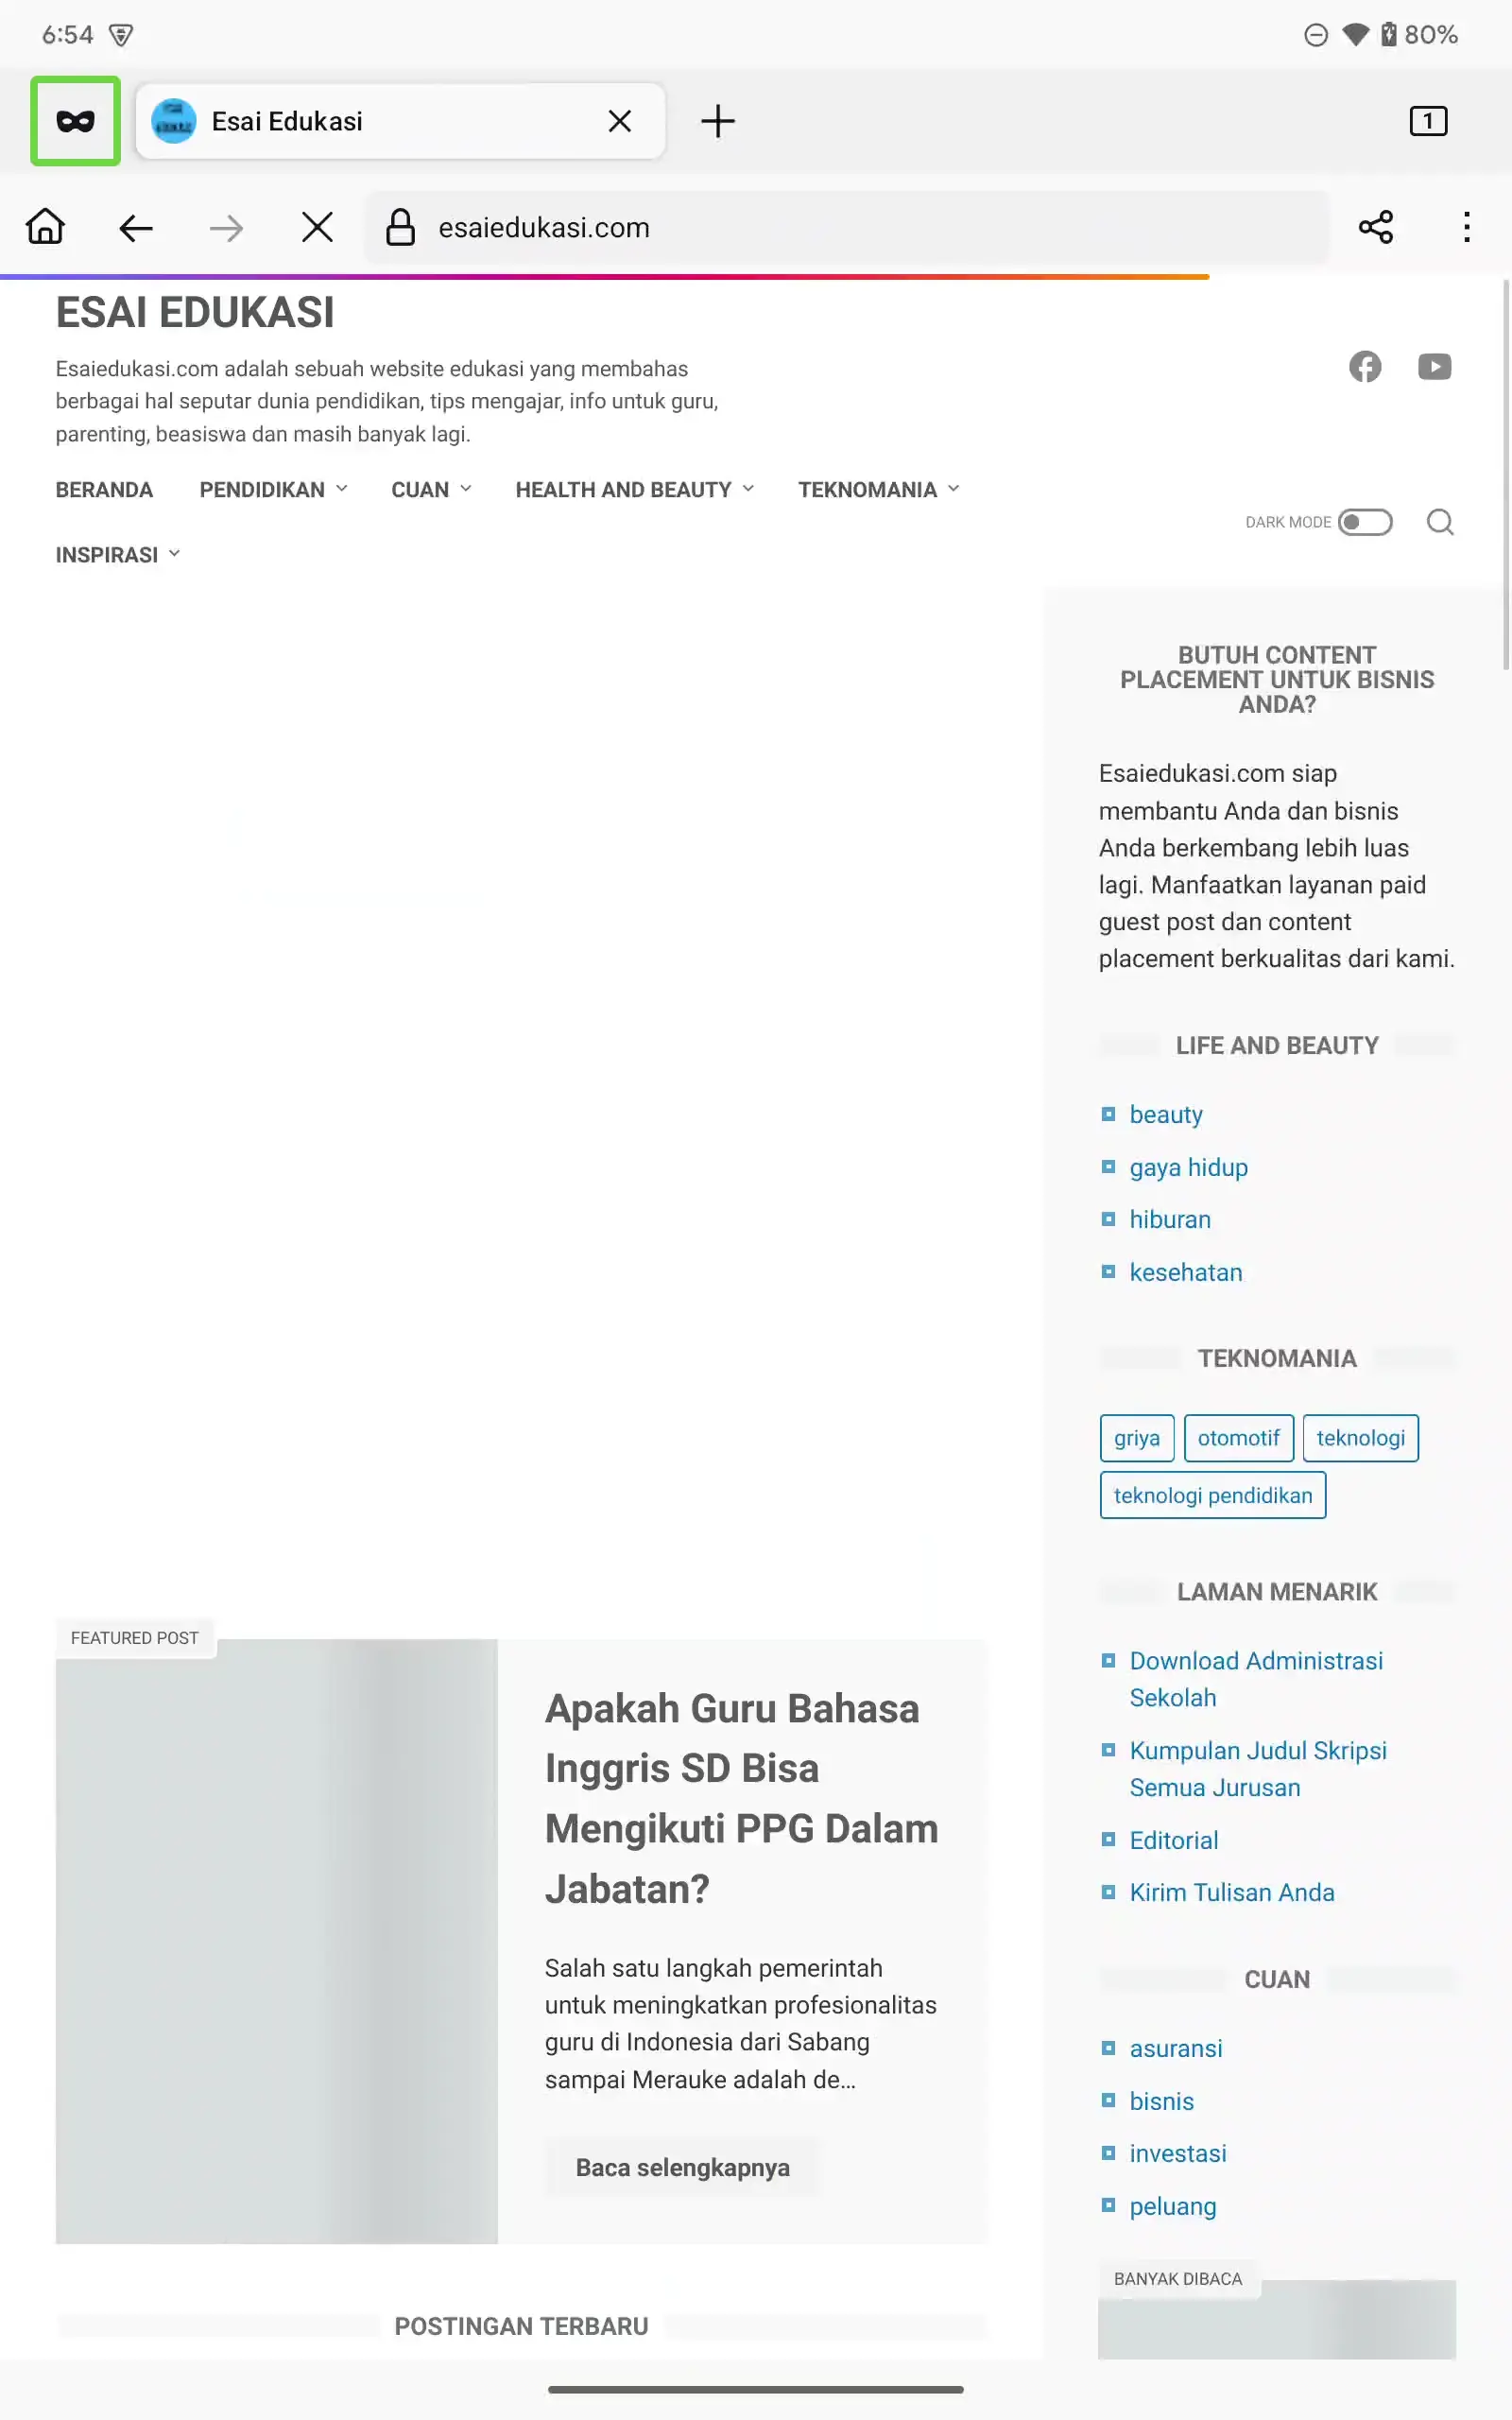 6:54
80%
Esai Edukasi
1
esaiedukasi.com
ESAI EDUKASI
Esaiedukasi.com adalah sebuah website edukasi yang membahas
berbagai hal seputar dunia pendidikan, tips mengajar, info untuk guru,
parenting, beasiswa dan masih banyak lagi.
BERANDA PENDIDIKAN CUAN HEALTH AND BEAUTY TEKNOMANIA
INSPIRASI
DARK MODE
BUTUH CONTENT
PLACEMENT UNTUK BISNIS
ANDA?
Esaiedukasi.com siap
membantu Anda dan bisnis
Anda berkembang lebih luas
lagi. Manfaatkan layanan paid
guest post dan content
placement berkualitas dari kami.
LIFE AND BEAUTY
beauty
gaya hidup
hiburan
kesehatan
TEKNOMANIA
griya otomotif teknologi
teknologi pendidikan
LAMAN MENARIK
Download Administrasi
Sekolah
Kumpulan Judul Skripsi
Semua Jurusan
Editorial
Kirim Tulisan Anda
CUAN
asuransi
bisnis
investasi
peluang
BANYAK DIBACA
FEATURED POST
Apakah Guru Bahasa
Inggris SD Bisa
Mengikuti PPG Dalam
Jabatan?
Salah satu langkah pemerintah
untuk meningkatkan profesionalitas
guru di Indonesia dari Sabang
sampai Merauke adalah de…
Baca selengkapnya
POSTINGAN TERBARU